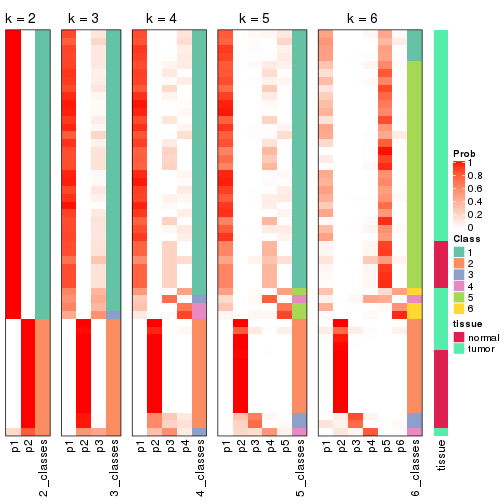 k = 2 k = 3 k = 4 k = 5 k = 6
Prob
1
0.8
0.6
0.4
0.2
0
Class
1
2
3
4
5
6
tissue
normal
tumor
p1 p2 2_classes p1 p2 p3 3_classes p1 p2 p3 p4 4_classes p1 p2 p3 p4 p5 5_classes p1 p2 p3 p4 p5 p6 6_classes tissue